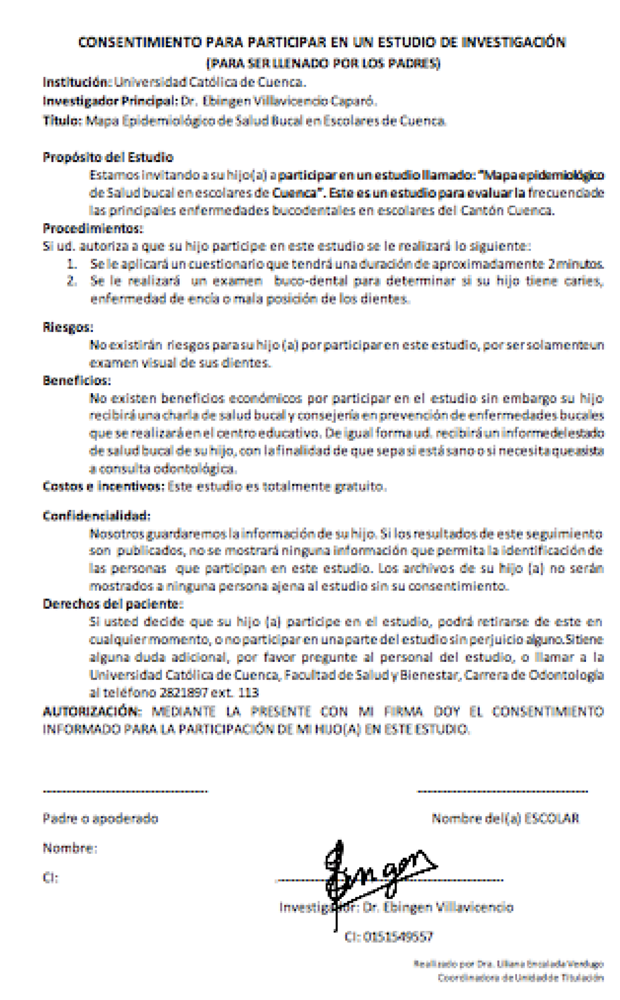 CONSENTIMIENTO PARA PARTICIPAR EN UN ESTUDIO DE INVESTIGACIÓN
(PARA SER LLENADO POR LOS PADRES)
Institución: Universidad Católica de Cuenca.
Investigador Principal: Dr. Ebingen Villavicencio Caparó.
Título: Mapa Epidemiológico de Salud Bucal en Escolares de Cuenca.
Propósito del Estudio
Estamos invitando a su hijo(a) a participar en un estudio llamado: "Mapa epidemiológico
de Salud bucal en escolares de Cuenca". Este es un estudio para evaluar la frecuencia de
las principales enfermedades bucodentales en escolares del Cantón Cuenca.
Procedimientos:
Si ud. autoriza a que su hijo participe en este estudio se le realizará lo siguiente:
1. Se le aplicará un cuestionario que tendrá una duración de aproximadamente 2 minutos.
2. Se le realizará un examen buco-dental para determinar si su hijo tiene caries,
enfermedad de encía o mala posición de los dientes.
Riesgos:
No existirán riesgos para su hijo (a) por participar en este estudio, por ser solamente un
examen visual de sus dientes.
Beneficios:
No existen beneficios económicos por participar en el estudio sin embargo su hijo
recibirá una charla de salud bucal y consejería en prevención de enfermedades bucales
que se realizará en el centro educativo. De igual forma ud. recibirá un informe del estado
de salud bucal de su hijo, con la finalidad de que sepa si está sano o si necesita que asista
a consulta odontológica.
Costos e incentivos: Este estudio es totalmente gratuito.
Confidencialidad:
Nosotros guardaremos la información de su hijo. Si los resultados de este seguimiento
son publicados, no se mostrará ninguna información que permita la identificación de
las personas que participan en este estudio. Los archivos de su hijo (a) no serán
mostrados a ninguna persona ajena al estudio sin su consentimiento.
Derechos del paciente:
Si usted decide que su hijo (a) participe en el estudio, podrá retirarse de este en
cualquier momento, o no participar en una parte del estudio sin perjuicio alguno. Si tiene
alguna duda adicional, por favor pregunte al personal del estudio, o llamar a la
Universidad Católica de Cuenca, Facultad de Salud y Bienestar, Carrera de Odontología
al teléfono 2821897 ext. 113
AUTORIZACIÓN: MEDIANTE LA PRESENTE CON MI FIRMA DOY EL CONSENTIMIENTO
INFORMADO PARA LA PARTICIPACIÓN DE MI HIJO(A) EN ESTE ESTUDIO.
Padre o apoderado
Nombre del(a) ESCOLAR
Nombre:
CI:
Investigador: Dr. Ebingen Villavicencio
CI: 0151549557
Realizado por Dra. Liliana Encalada Verdugo
Coordinadora de Unidad de Titulación